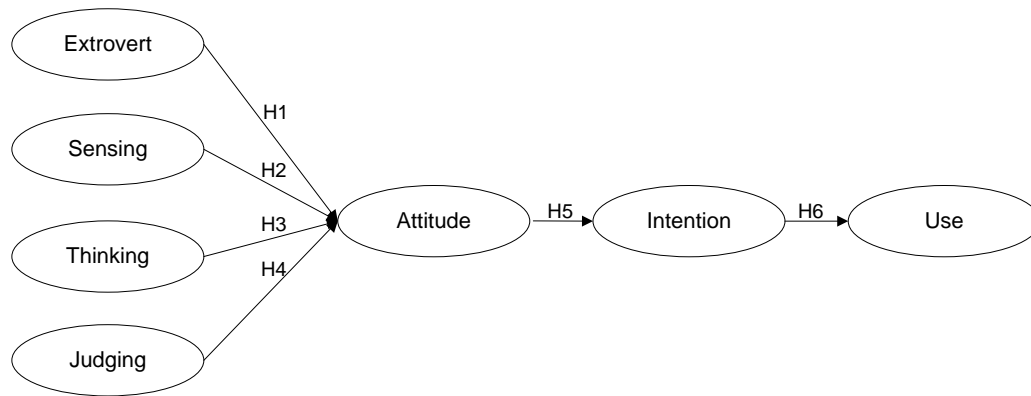 Extrovert
H1
Sensing
H2
H3
Attitude
H5
Intention
H6
Use
Thinking
H4
Judging